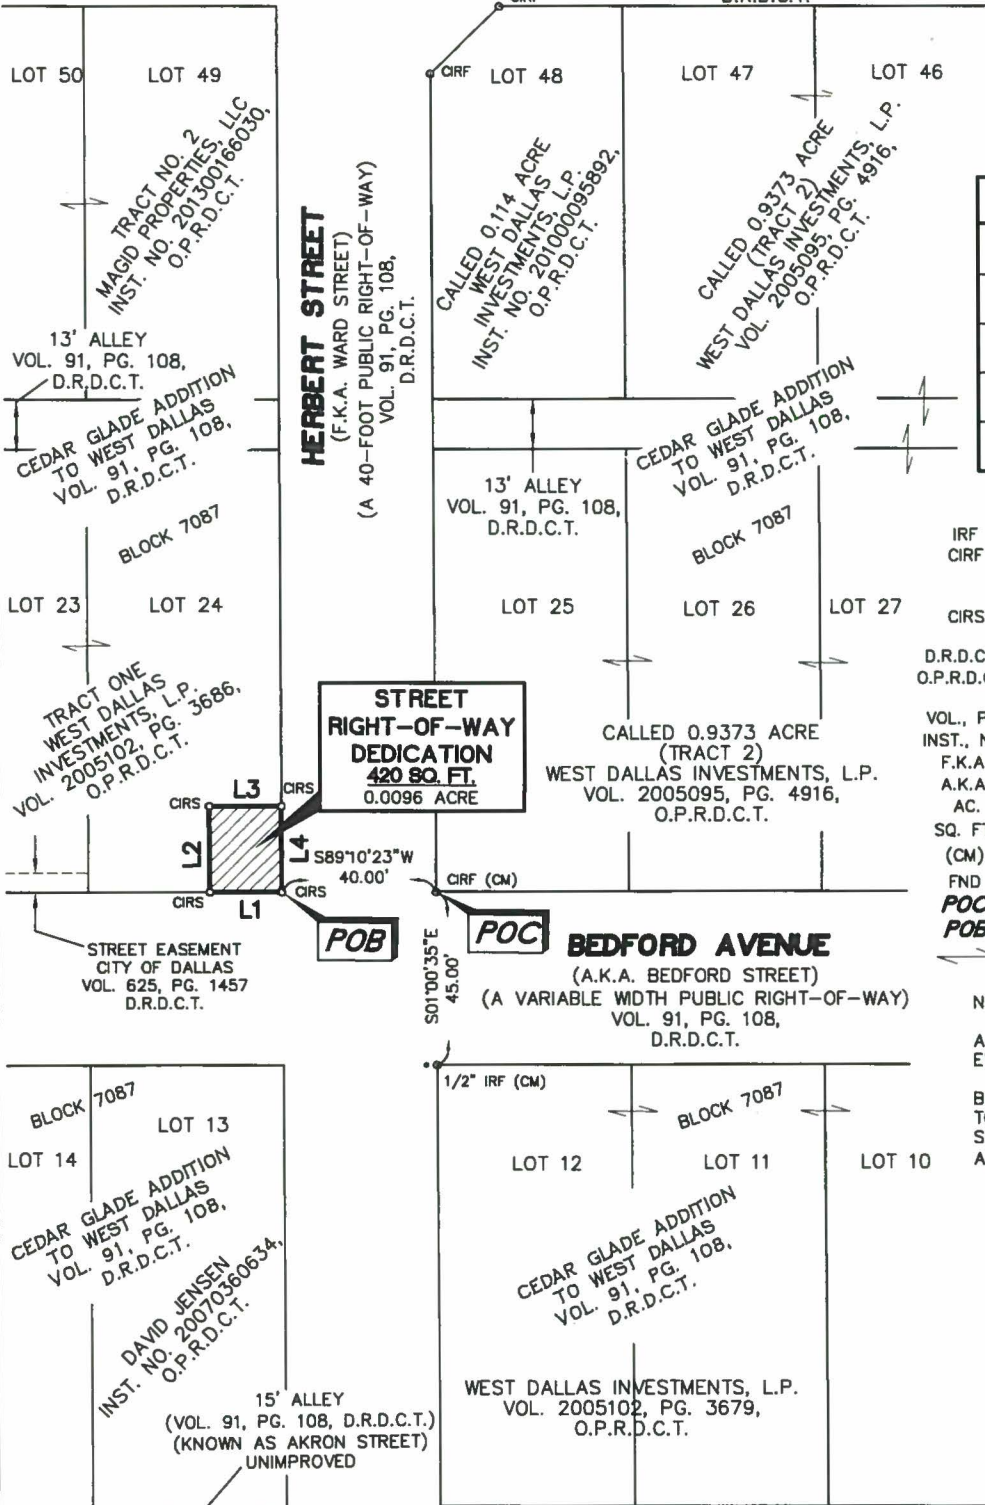 CIRF
LOT 50
LOT 49
CIRF
LOT 48
LOT 47
LOT 46
TRACT NO. 2
MAGID PROPERTIES, LLC
INST. NO. 201300166030,
O.P.R.D.C.T.
HERBERT STREET
(F.K.A. WARD STREET)
(A 40-FOOT PUBLIC RIGHT-OF-WAY)
VOL. 91, PG. 108,
D.R.D.C.T.
CALLED 0.114 ACRE
WEST DALLAS
INVESTMENTS, L.P.
INST. NO. 201000095892,
O.P.R.D.C.T.
CALLED 0.9373 ACRE
(TRACT 2)
WEST DALLAS INVESTMENTS, L.P.
VOL. 2005095, PG. 4916,
O.P.R.D.C.T.
13' ALLEY
VOL. 91, PG. 108,
D.R.D.C.T.
CEDAR GLADE ADDITION
TO WEST DALLAS
VOL. 91, PG. 108,
D.R.D.C.T.
BLOCK 7087
13' ALLEY
VOL. 91, PG. 108,
D.R.D.C.T.
CEDAR GLADE ADDITION
TO WEST DALLAS
VOL. 91, PG. 108,
D.R.D.C.T.
BLOCK 7087
LOT 23
LOT 24
LOT 25
LOT 26
LOT 27
TRACT ONE
WEST DALLAS
INVESTMENTS, L.P.
VOL. 2005102, PG. 3686,
O.P.R.D.C.T.
STREET
RIGHT-OF-WAY
DEDICATION
420 SQ. FT.
0.0096 ACRE
CALLED 0.9373 ACRE
(TRACT 2)
WEST DALLAS INVESTMENTS, L.P.
VOL. 2005095, PG. 4916,
O.P.R.D.C.T.
CIRS
L3
CIRS
L2
L4
S89°10'23"W
40.00'
CIRF (CM)
CIRS
L1
CIRS
POB
POC
STREET EASEMENT
CITY OF DALLAS
VOL. 625, PG. 1457
D.R.D.C.T.
S01°00'35"E
45.00'
BEDFORD AVENUE
(A.K.A. BEDFORD STREET)
(A VARIABLE WIDTH PUBLIC RIGHT-OF-WAY)
VOL. 91, PG. 108,
D.R.D.C.T.
1/2" IRF (CM)
BLOCK 7087
LOT 13
LOT 14
CEDAR GLADE ADDITION
TO WEST DALLAS
VOL. 91, PG. 108,
D.R.D.C.T.
DAVID JENSEN
INST. NO. 20070360634,
O.P.R.D.C.T.
15' ALLEY
(VOL. 91, PG. 108, D.R.D.C.T.)
(KNOWN AS AKRON STREET)
UNIMPROVED
BLOCK 7087
LOT 12
LOT 11
LOT 10
CEDAR GLADE ADDITION
TO WEST DALLAS
VOL. 91, PG. 108,
D.R.D.C.T.
WEST DALLAS INVESTMENTS, L.P.
VOL. 2005102, PG. 3679,
O.P.R.D.C.T.
IRF
CIRF
CIRS
D.R.D.C
O.P.R.D.
VOL., P
INST., N
F.K.A
A.K.A
AC.
SQ. FT
(CM)
FND
POC
POB
N
A
E
B
TO
S
A